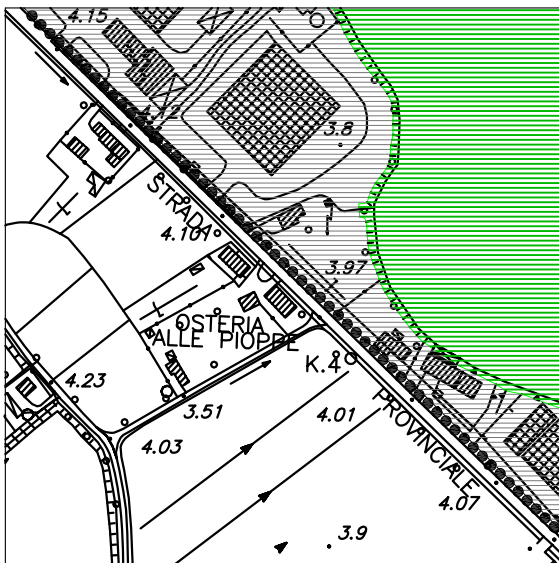 4.15
4.12
3.8
STRADA
4.10
3.97
OSTERIA
ALLE PIOPPE
K.4
4.23
3.51
4.01
PROVINCIALE
4.03
4.07
3.9